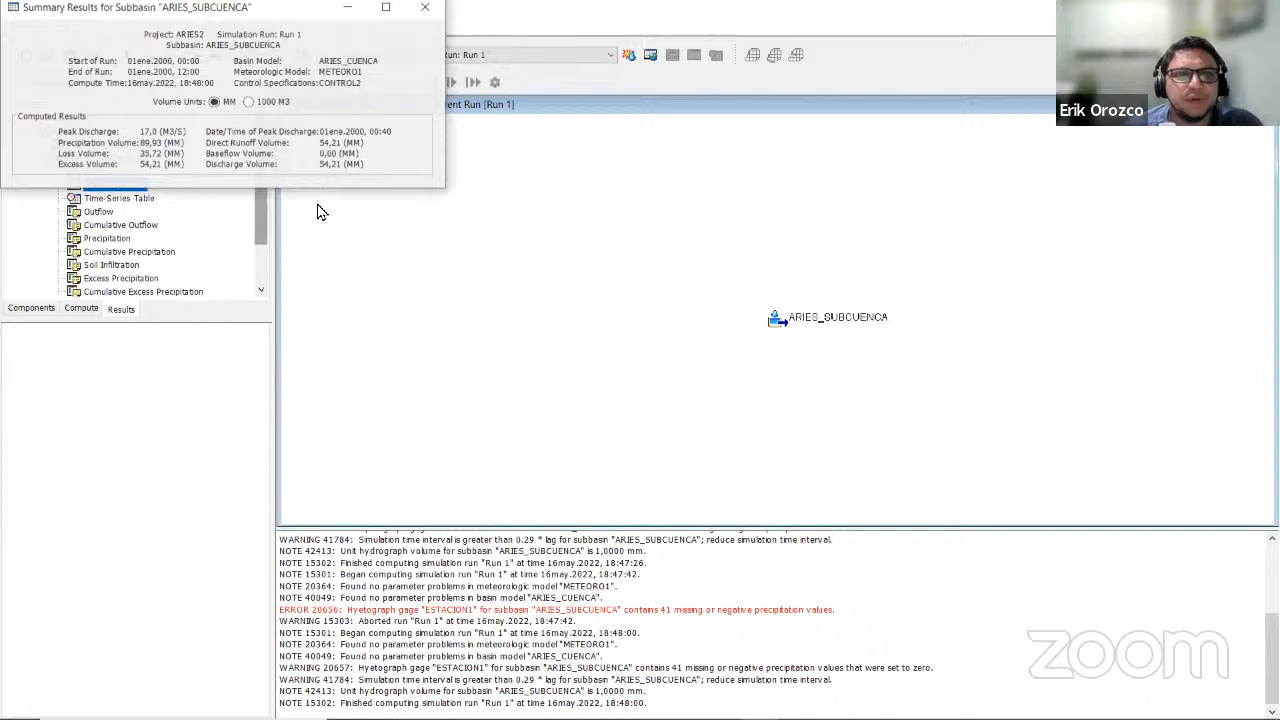 Summary Results for Subbasin "ARIES_SUBCUENCA"
Project: ARIES2 Simulation Run: Run 1
Subbasin: ARIES_SUBCUENCA
Start of Run: 01ene.2000, 00:00 Basin Model: ARIES_CUENCA
End of Run: 01ene.2000, 12:00 Meteorologic Model: METEORO1
Compute Time:16may.2022, 18:48:00 Control Specifications:CONTROL2
Volume Units: MM 1000 M3
Computed Results
Peak Discharge: 17,0 (M3/S) Date/Time of Peak Discharge:01ene.2000, 00:40
Precipitation Volume:89,93 (MM) Direct Runoff Volume: 54,21 (MM)
Loss Volume: 35,72 (MM) Baseflow Volume: 0,00 (MM)
Excess Volume: 54,21 (MM) Discharge Volume: 54,21 (MM)
Run: Run 1
Run [Run 1]
Erik Orozco
Time-Series Table
Outflow
Cumulative Outflow
Precipitation
Cumulative Precipitation
Soil Infiltration
Excess Precipitation
Cumulative Excess Precipitation
Components Compute Results
ARIES_SUBCUENCA
WARNING 41784: Simulation time interval is greater than 0.29 * lag for subbasin "ARIES_SUBCUENCA"; reduce simulation time interval.
NOTE 42413: Unit hydrograph volume for subbasin "ARIES_SUBCUENCA" is 1,0000 mm.
NOTE 15302: Finished computing simulation run "Run 1" at time 16may.2022, 18:47:26.
NOTE 15301: Began computing simulation run "Run 1" at time 16may.2022, 18:47:42.
NOTE 20364: Found no parameter problems in meteorologic model "METEORO1".
NOTE 40049: Found no parameter problems in basin model "ARIES_CUENCA".
ERROR 20656: Hyetograph gage "ESTACION1" for subbasin "ARIES_SUBCUENCA" contains 41 missing or negative precipitation values.
WARNING 15303: Aborted run "Run 1" at time 16may.2022, 18:47:42.
NOTE 15301: Began computing simulation run "Run 1" at time 16may.2022, 18:48:00.
NOTE 20364: Found no parameter problems in meteorologic model "METEORO1".
NOTE 40049: Found no parameter problems in basin model "ARIES_CUENCA".
WARNING 20657: Hyetograph gage "ESTACION1" for subbasin "ARIES_SUBCUENCA" contains 41 missing or negative precipitation values that were set to zero.
WARNING 41784: Simulation time interval is greater than 0.29 * lag for subbasin "ARIES_SUBCUENCA"; reduce simulation time interval.
NOTE 42413: Unit hydrograph volume for subbasin "ARIES_SUBCUENCA" is 1,0000 mm.
NOTE 15302: Finished computing simulation run "Run 1" at time 16may.2022, 18:48:00.
zoom